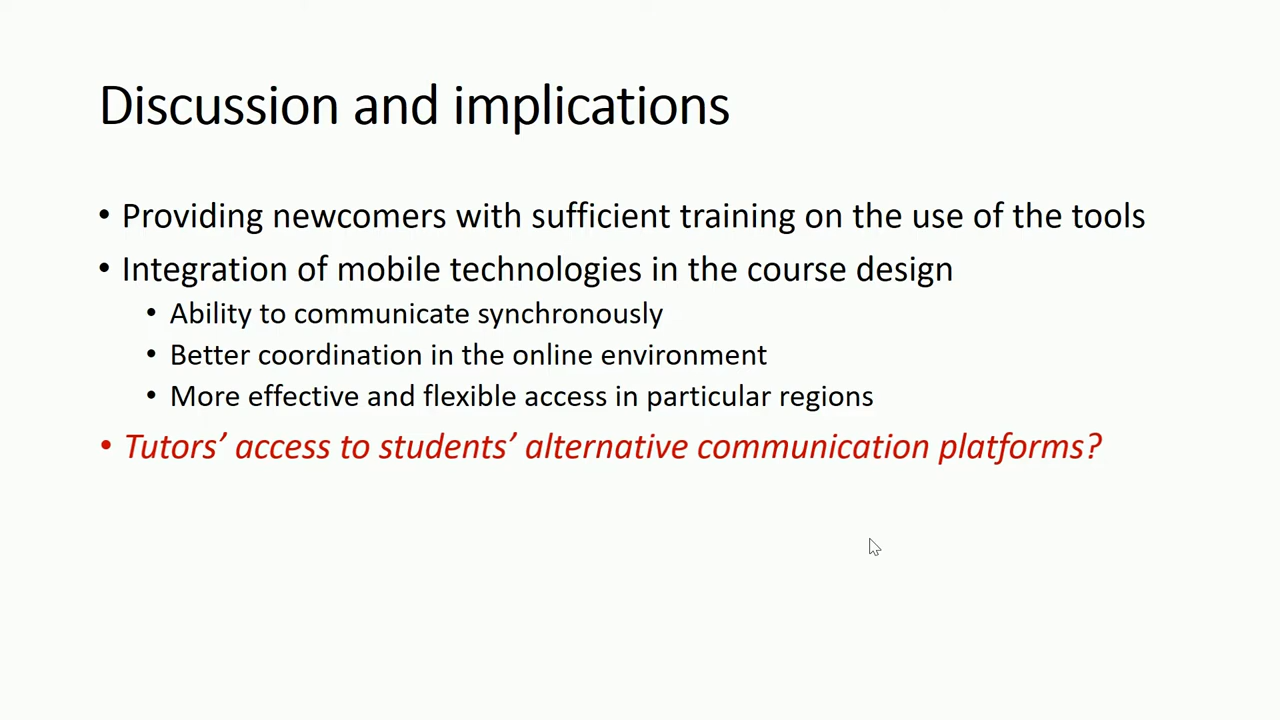 Discussion and implications
• Providing newcomers with sufficient training on the use of the tools
• Integration of mobile technologies in the course design
• Ability to communicate synchronously
• Better coordination in the online environment
• More effective and flexible access in particular regions
• Tutors’ access to students’ alternative communication platforms?